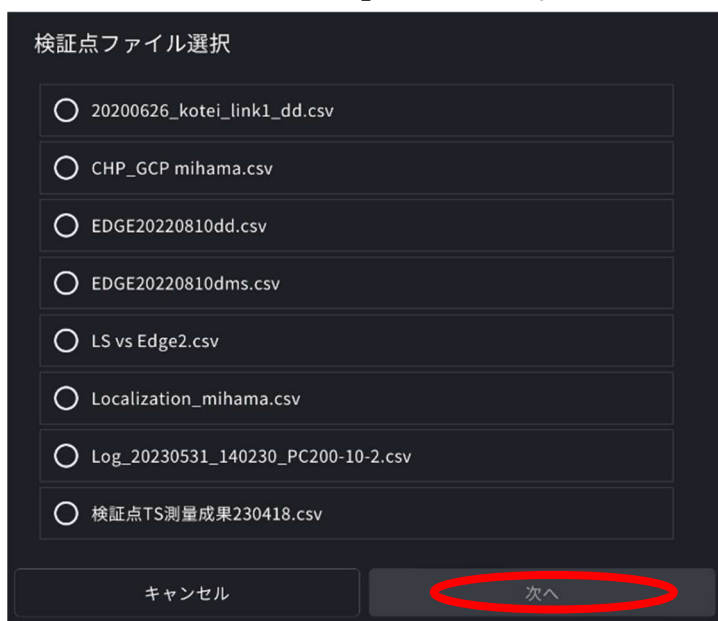 検証点ファイル選択
20200626_kotei_link1_dd.csv
CHP_GCP mihama.csv
EDGE20220810dd.csv
EDGE20220810dms.csv
LS vs Edge2.csv
Localization_mihama.csv
Log_20230531_140230_PC200-10-2.csv
検証点TS測量成果230418.csv
キャンセル
次へ